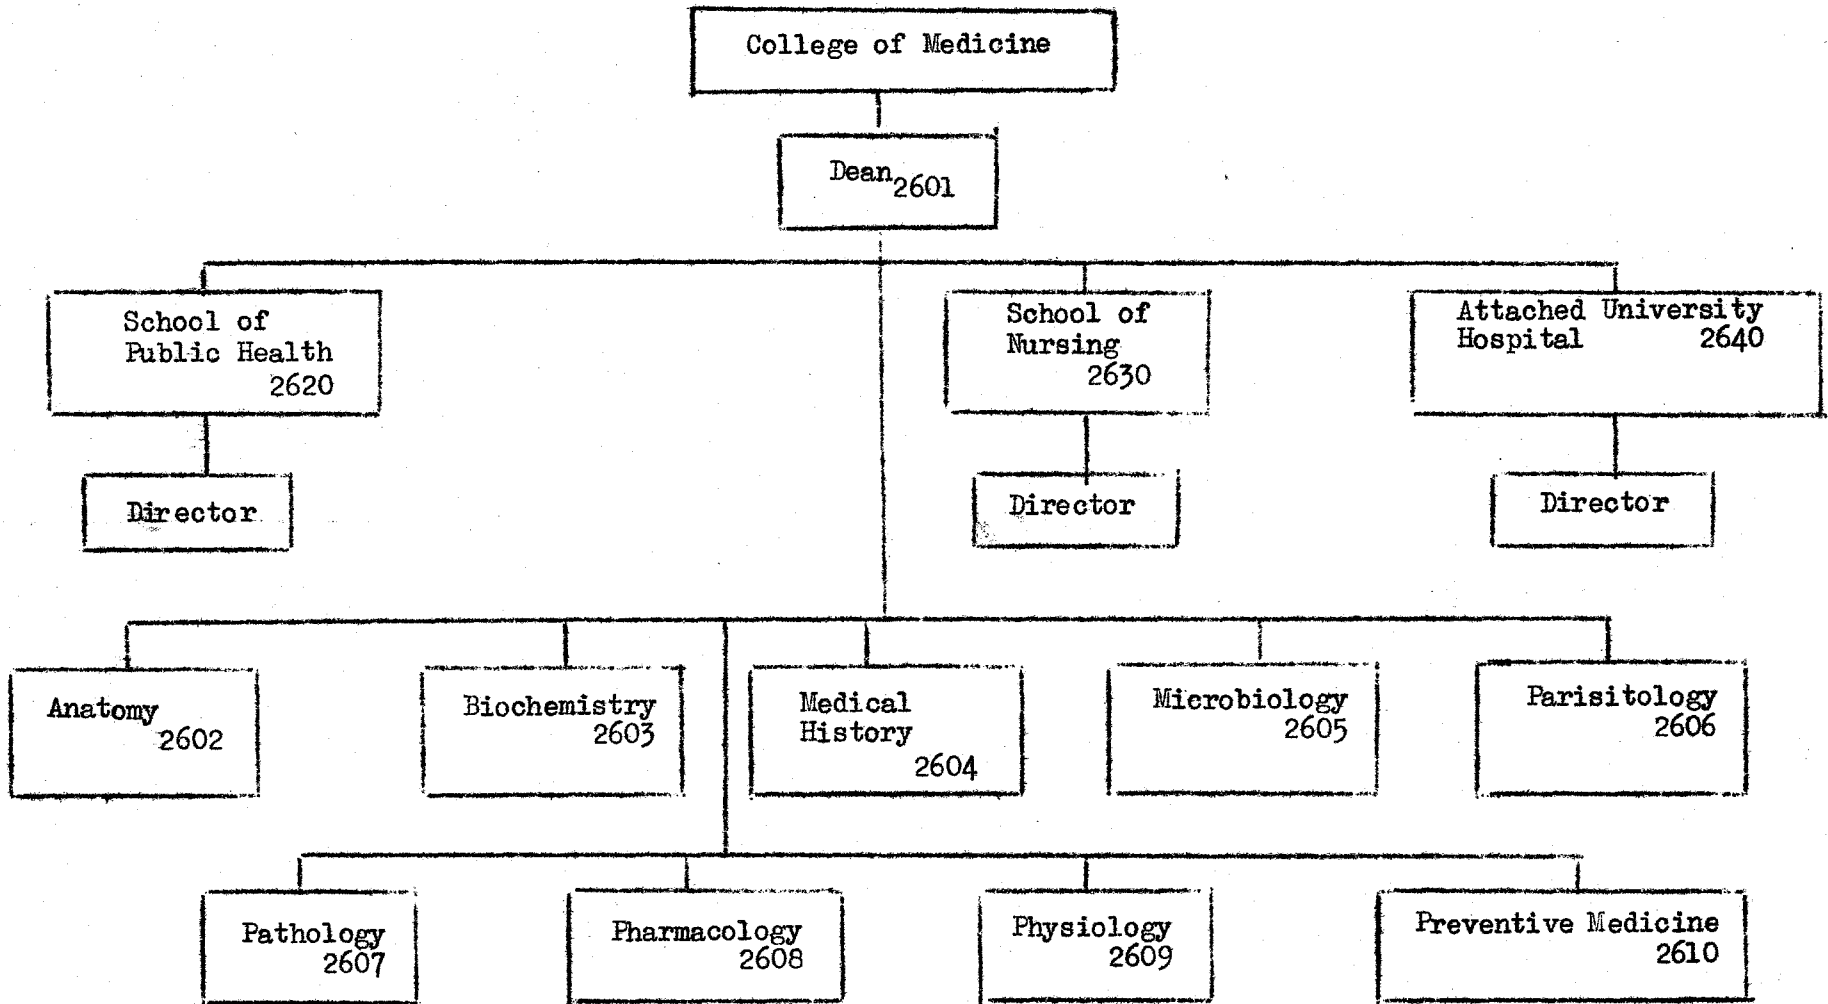 College of Medicine
Dean 2601
School of
Public Health
2620
School of
Nursing
2630
Attached University
Hospital 2640
Director
Director
Director
Anatomy
2602
Biochemistry
2603
Medical
History
2604
Microbiology
2605
Parisitology
2606
Pathology
2607
Pharmacology
2608
Physiology
2609
Preventive Medicine
2610